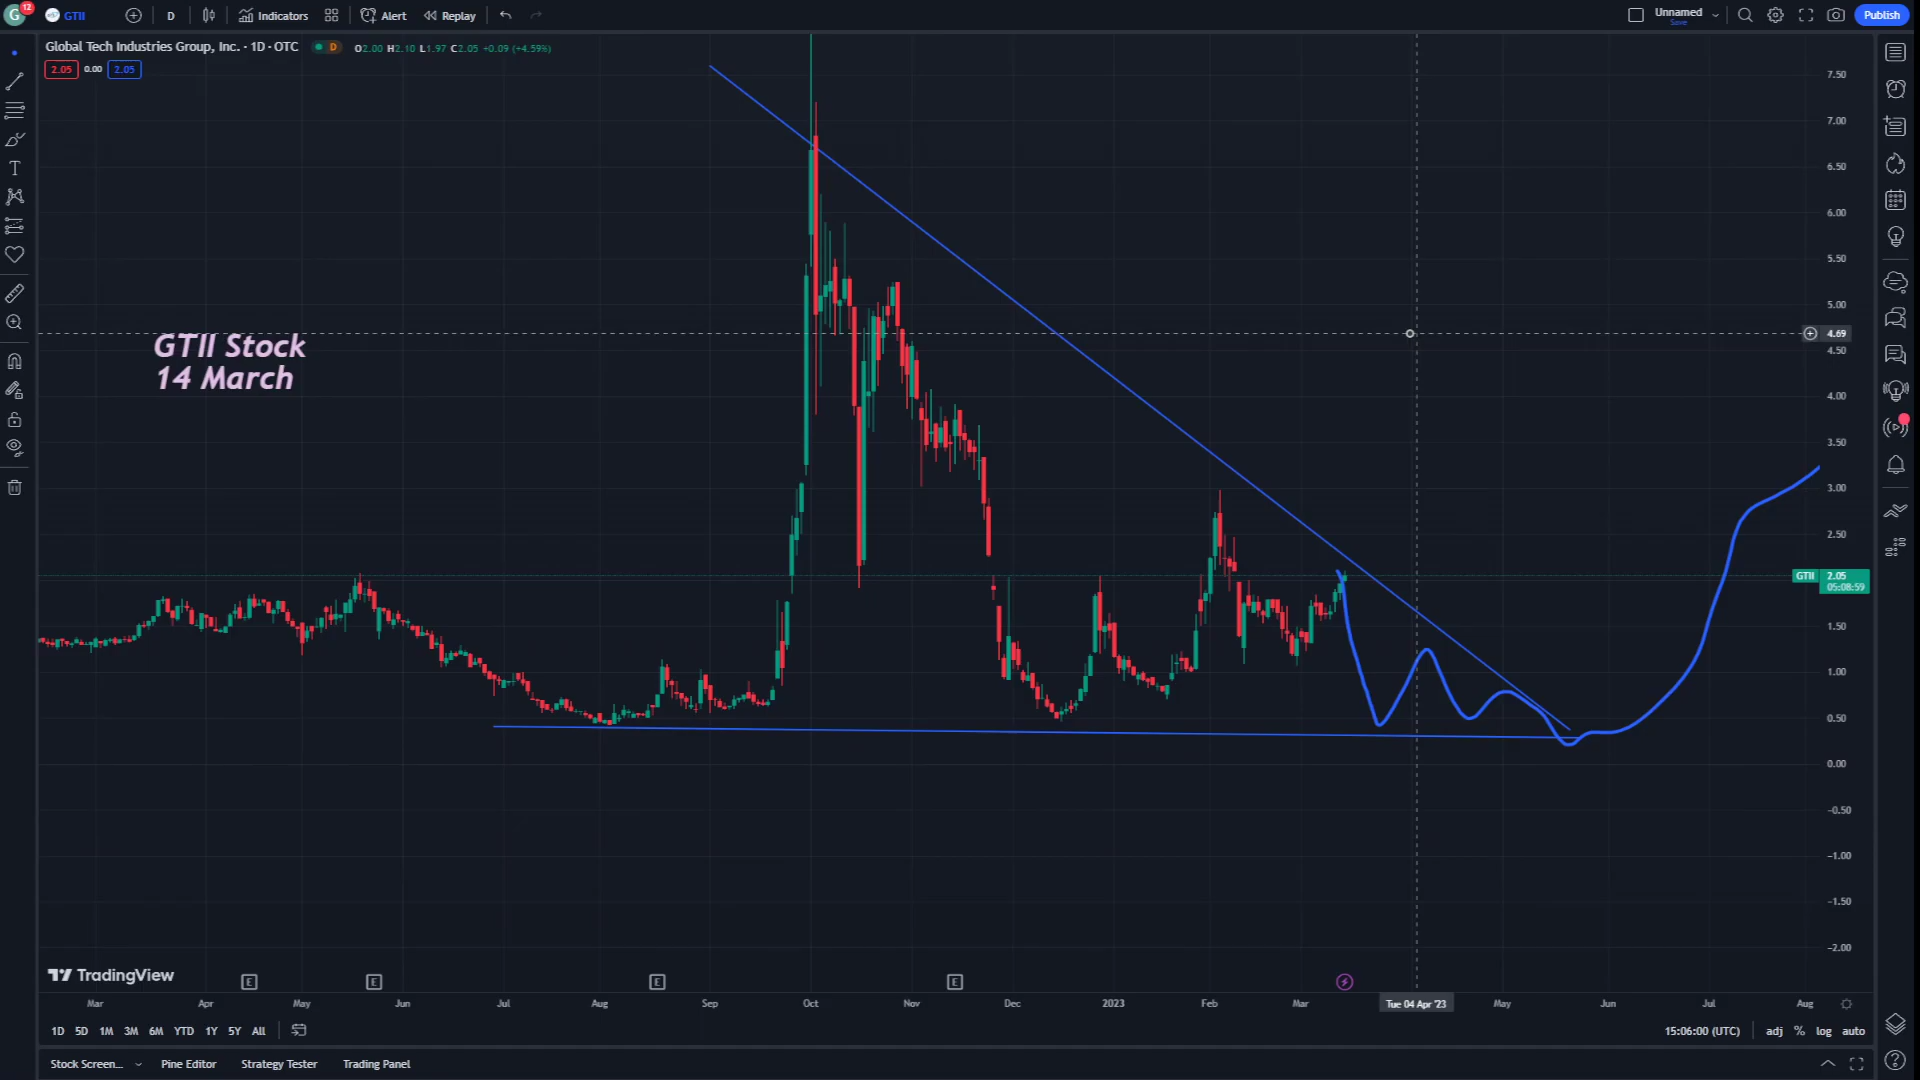 G 12 GTII D Indicators Alert Replay Unnamed Save Publish
Global Tech Industries Group, Inc. · 1D · OTC D O2.00 H2.10 L1.97 C2.05 +0.09 (+4.59%)
2.05 0.00 2.05
7.50
7.00
6.50
6.00
5.50
5.00
4.69
4.50
4.00
3.50
3.00
2.50
GTII 2.05
05:08:59
1.50
1.00
0.50
0.00
−0.50
−1.00
−1.50
−2.00
GTII Stock
14 March
TradingView
E E E E
Mar Apr May Jun Jul Aug Sep Oct Nov Dec 2023 Feb Mar Tue 04 Apr '23 May Jun Jul Aug
1D 5D 1M 3M 6M YTD 1Y 5Y All 15:06:00 (UTC) adj % log auto
Stock Screen... Pine Editor Strategy Tester Trading Panel